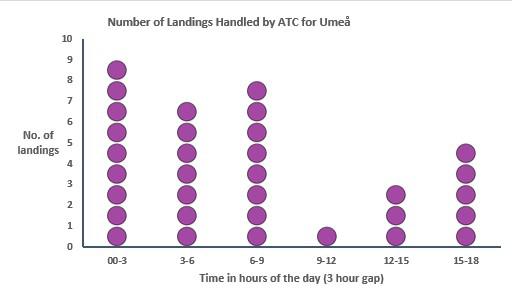 Number of Landings Handled by ATC for Umeå
10
9
8
7
6
5
4
3
2
1
0
No. of
landings
00-3 3-6 6-9 9-12 12-15 15-18
Time in hours of the day (3 hour gap)